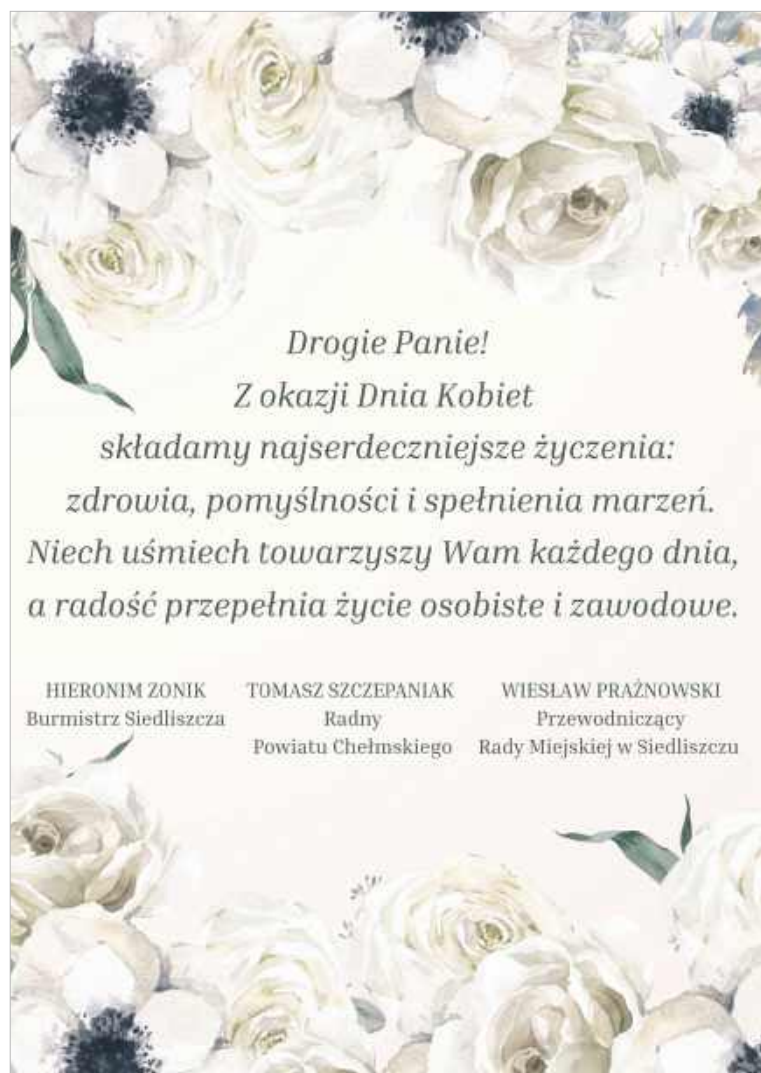 Drogie Panie!
Z okazji Dnia Kobiet
składamy najserdeczniejsze życzenia:
zdrowia, pomyślności i spełnienia marzeń.
Niech uśmiech towarzyszy Wam każdego dnia,
a radość przepełnia życie osobiste i zawodowe.
HIERONIM ZONIK
Burmistrz Siedliszcza
TOMASZ SZCZEPANIAK
Radny
Powiatu Chełmskiego
WIESŁAW PRAŻNOWSKI
Przewodniczący
Rady Miejskiej w Siedliszczu